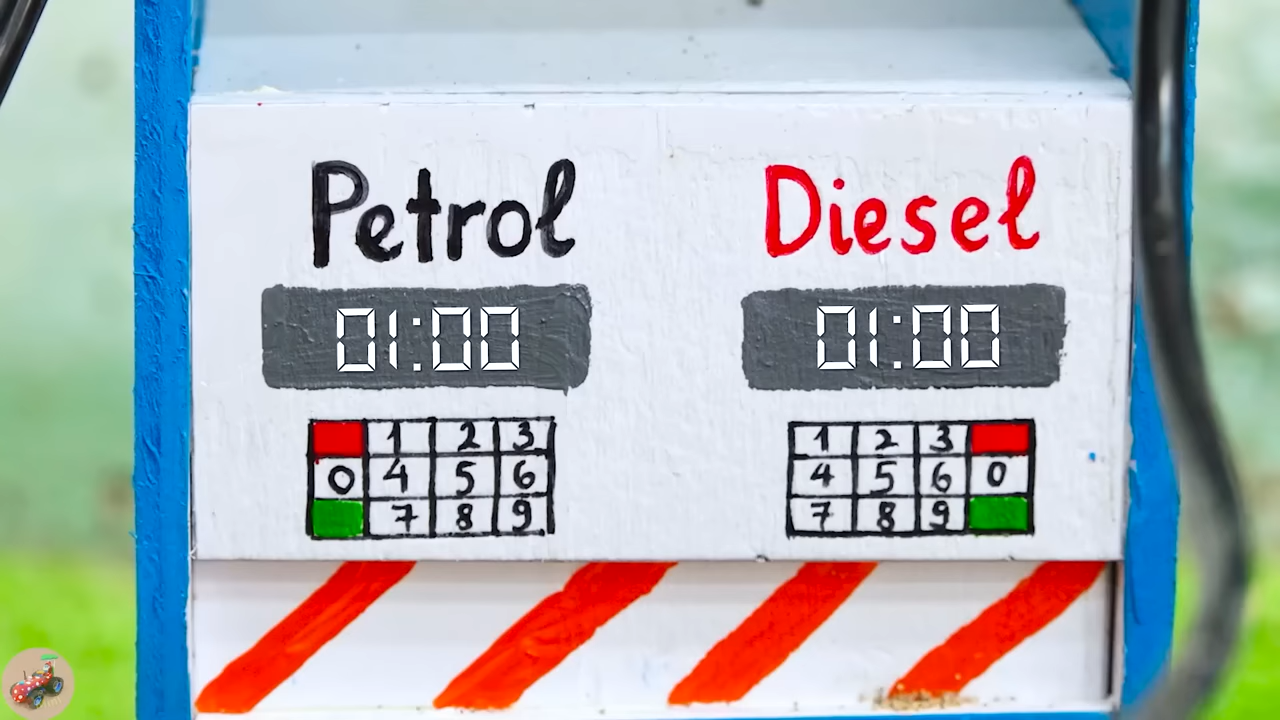 Petrol Diesel
01:00 01:00
1 2 3 1 2 3
0 4 5 6 4 5 6 0
7 8 9 7 8 9